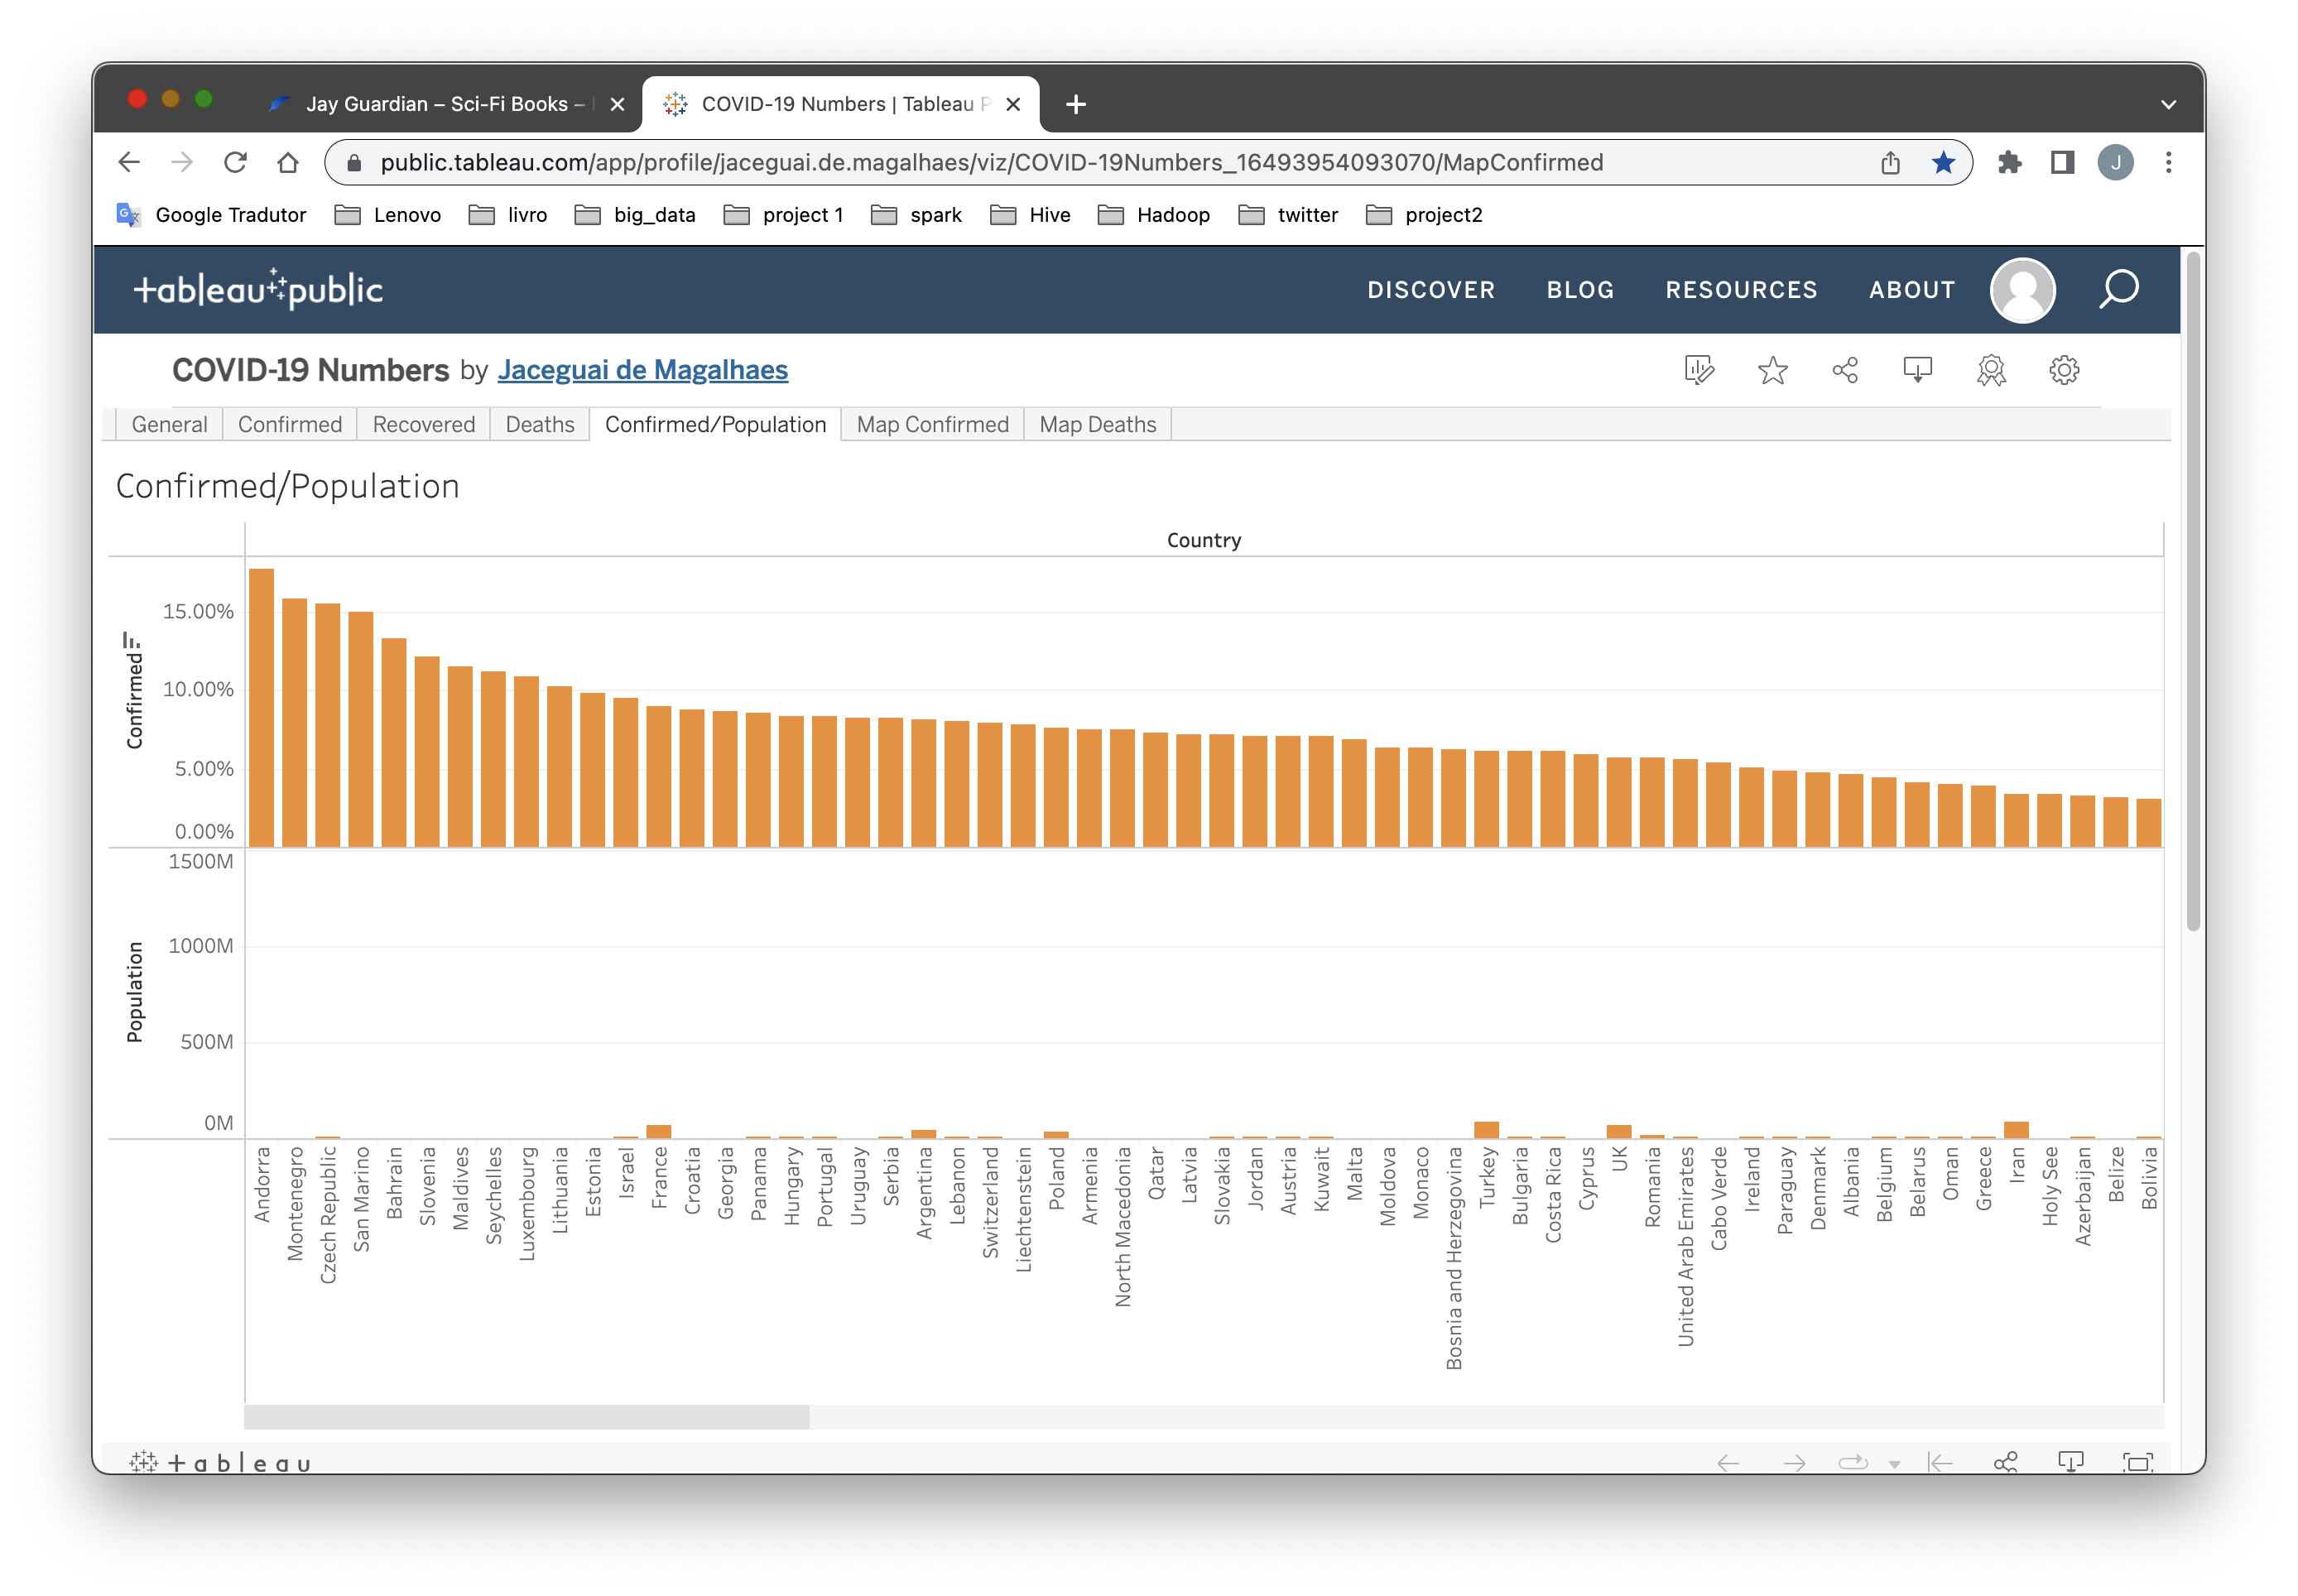 Jay Guardian – Sci-Fi Books –
COVID-19 Numbers | Tableau P
public.tableau.com/app/profile/jaceguai.de.magalhaes/viz/COVID-19Numbers_16493954093070/MapConfirmed
J
Google Tradutor Lenovo livro big_data project 1 spark Hive Hadoop twitter project2
+ableau public DISCOVER BLOG RESOURCES ABOUT
COVID-19 Numbers by Jaceguai de Magalhaes
General Confirmed Recovered Deaths Confirmed/Population Map Confirmed Map Deaths
Confirmed/Population
Country
Confirmed
15.00%
10.00%
5.00%
0.00%
Population
1500M
1000M
500M
0M
Andorra
Montenegro
Czech Republic
San Marino
Bahrain
Slovenia
Maldives
Seychelles
Luxembourg
Lithuania
Estonia
Israel
France
Croatia
Georgia
Panama
Hungary
Portugal
Uruguay
Serbia
Argentina
Lebanon
Switzerland
Liechtenstein
Poland
Armenia
North Macedonia
Qatar
Latvia
Slovakia
Jordan
Austria
Kuwait
Malta
Moldova
Monaco
Bosnia and Herzegovina
Turkey
Bulgaria
Costa Rica
Cyprus
UK
Romania
United Arab Emirates
Cabo Verde
Ireland
Paraguay
Denmark
Albania
Belgium
Belarus
Oman
Greece
Iran
Holy See
Azerbaijan
Belize
Bolivia
+ableau